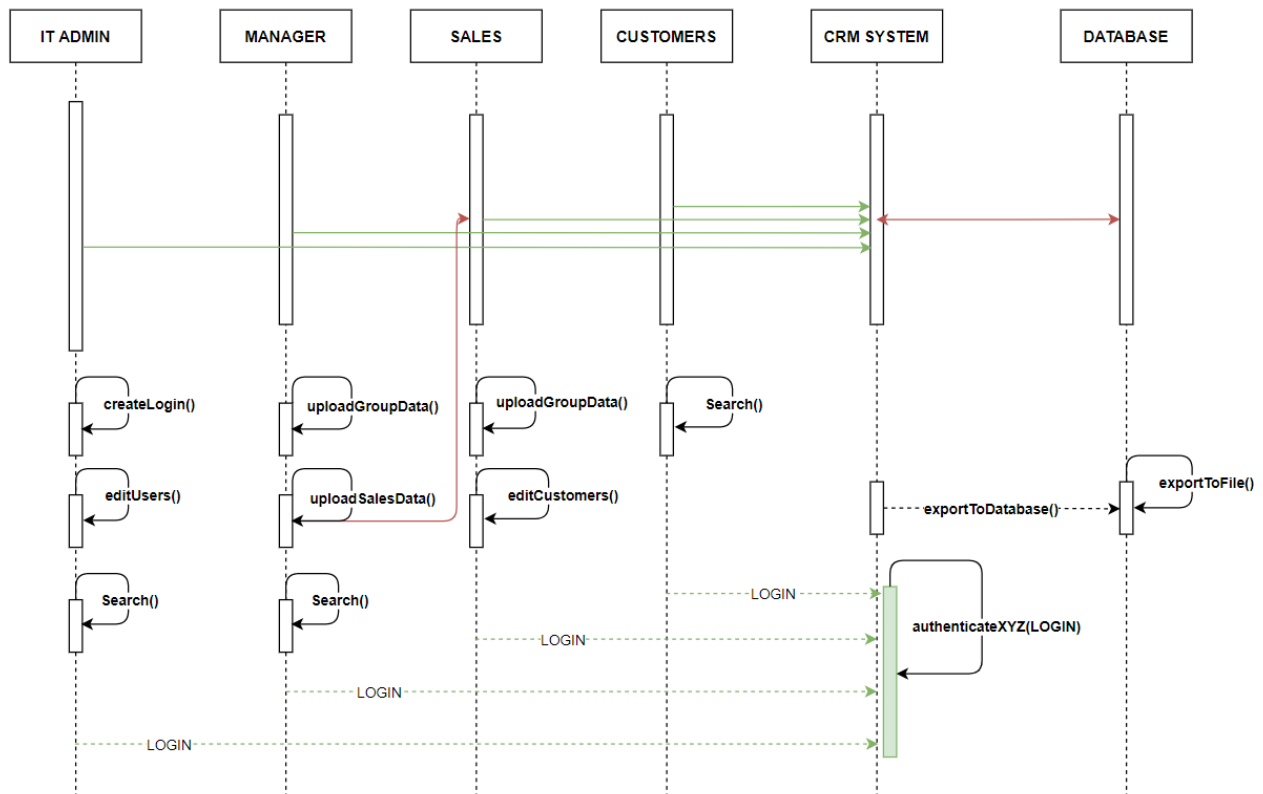 IT ADMIN
MANAGER
SALES
CUSTOMERS
CRM SYSTEM
DATABASE
createLogin()
uploadGroupData()
uploadGroupData()
Search()
editUsers()
uploadSalesData()
editCustomers()
exportToDatabase()
exportToFile()
Search()
Search()
LOGIN
authenticateXYZ(LOGIN)
LOGIN
LOGIN
LOGIN